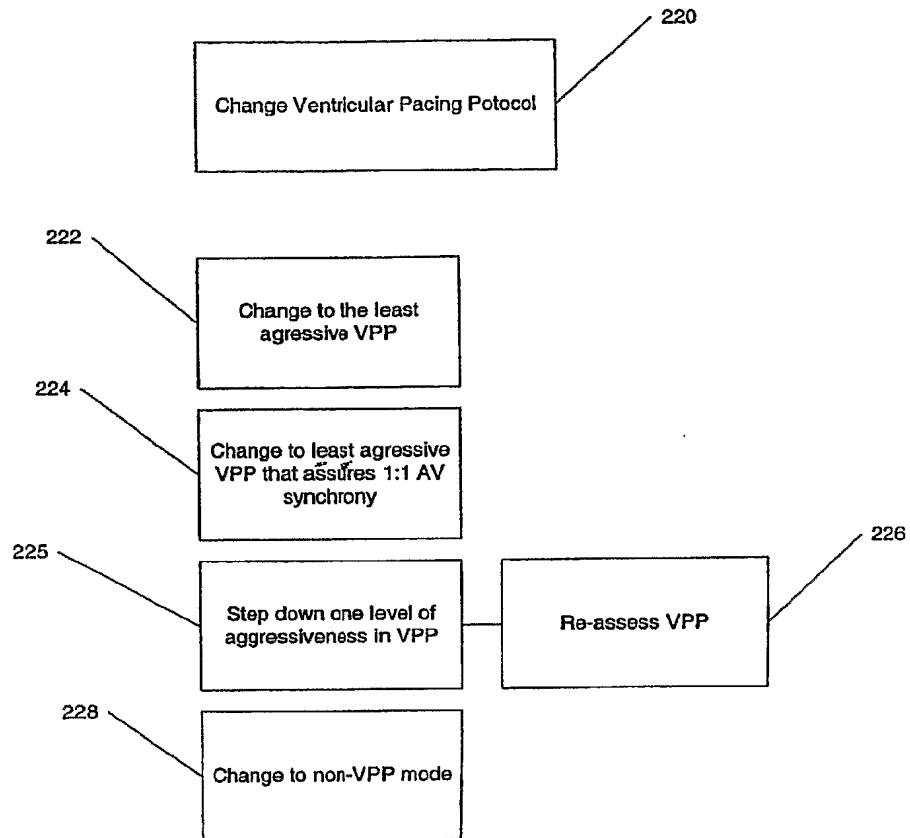 220
Change Ventricular Pacing Potocol
222
Change to the least
agressive VPP
224
Change to least agressive
VPP that assures 1:1 AV
synchrony
225
Step down one level of
aggressiveness in VPP
226
Re-assess VPP
228
Change to non-VPP mode